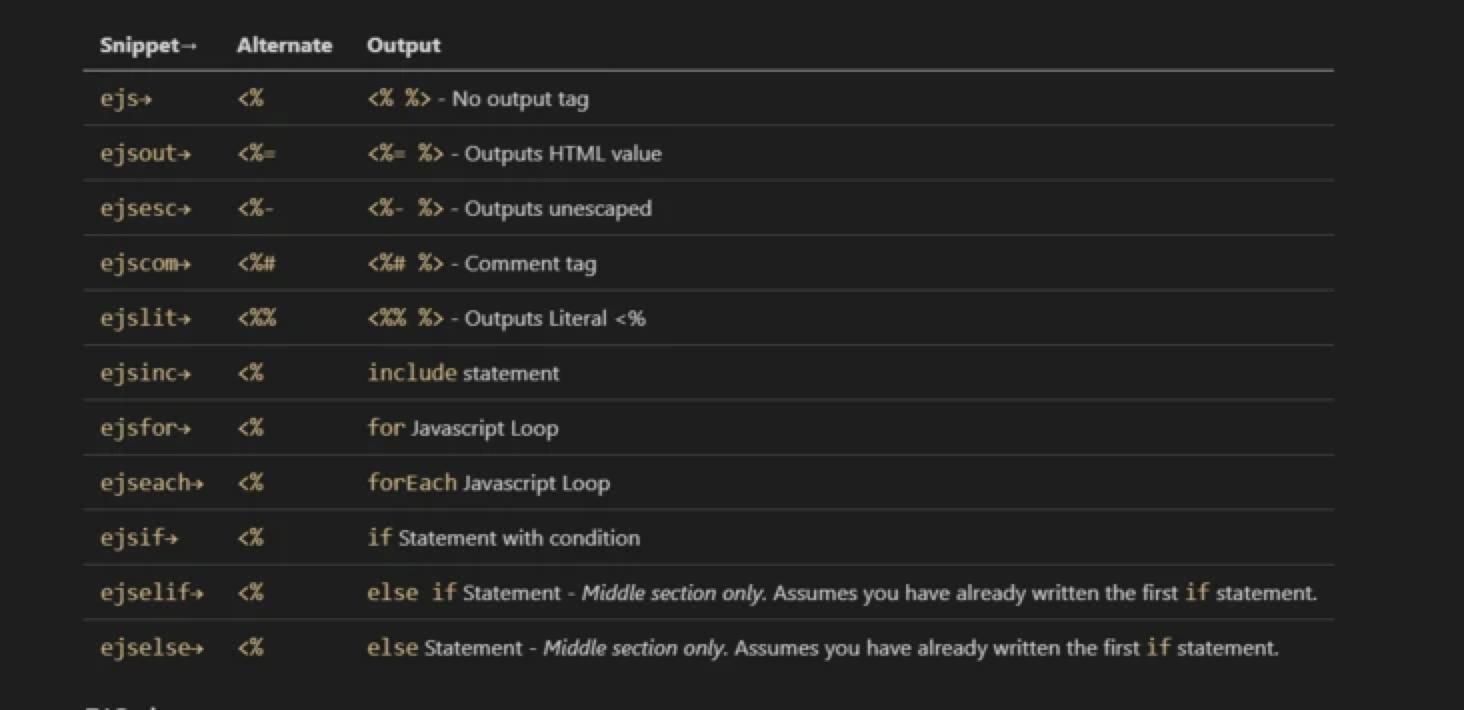 Snippet→ Alternate Output
ejs→ <% <% %> - No output tag
ejsout→ <%= <%= %> - Outputs HTML value
ejsesc→ <%- <%- %> - Outputs unescaped
ejscom→ <%# <%# %> - Comment tag
ejslit→ <%% <%% %> - Outputs Literal <%
ejsinc→ <% include statement
ejsfor→ <% for Javascript Loop
ejseach→ <% forEach Javascript Loop
ejsif→ <% if Statement with condition
ejselif→ <% else if Statement - Middle section only. Assumes you have already written the first if statement.
ejselse→ <% else Statement - Middle section only. Assumes you have already written the first if statement.